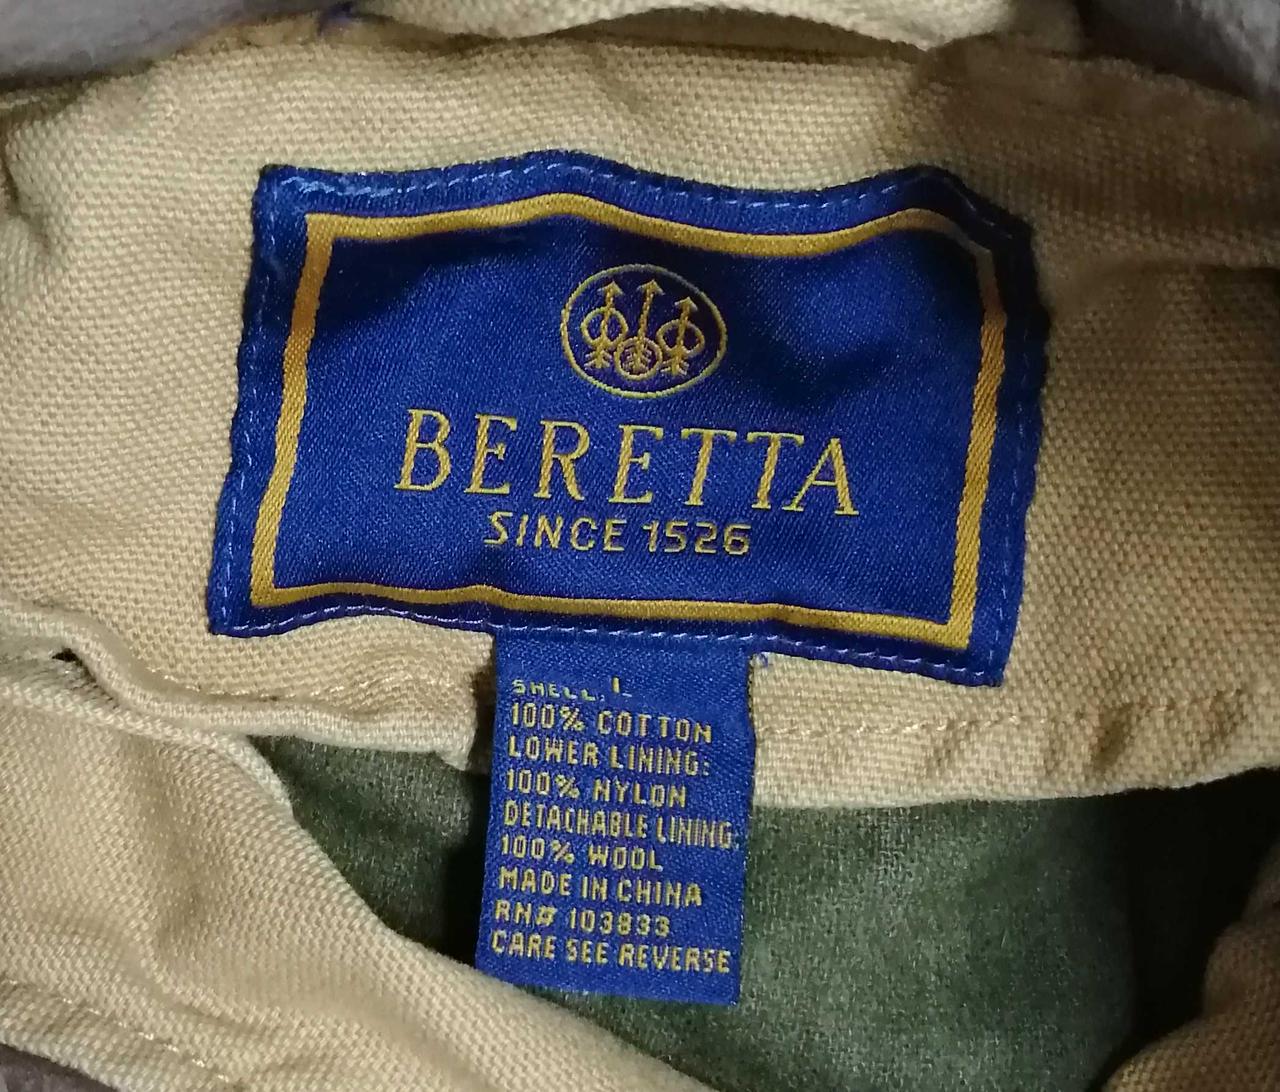 BERETTA
SINCE 1526
SHELL: L
100% COTTON
LOWER LINING:
100% NYLON
DETACHABLE LINING:
100% WOOL
MADE IN CHINA
RN# 103833
CARE SEE REVERSE